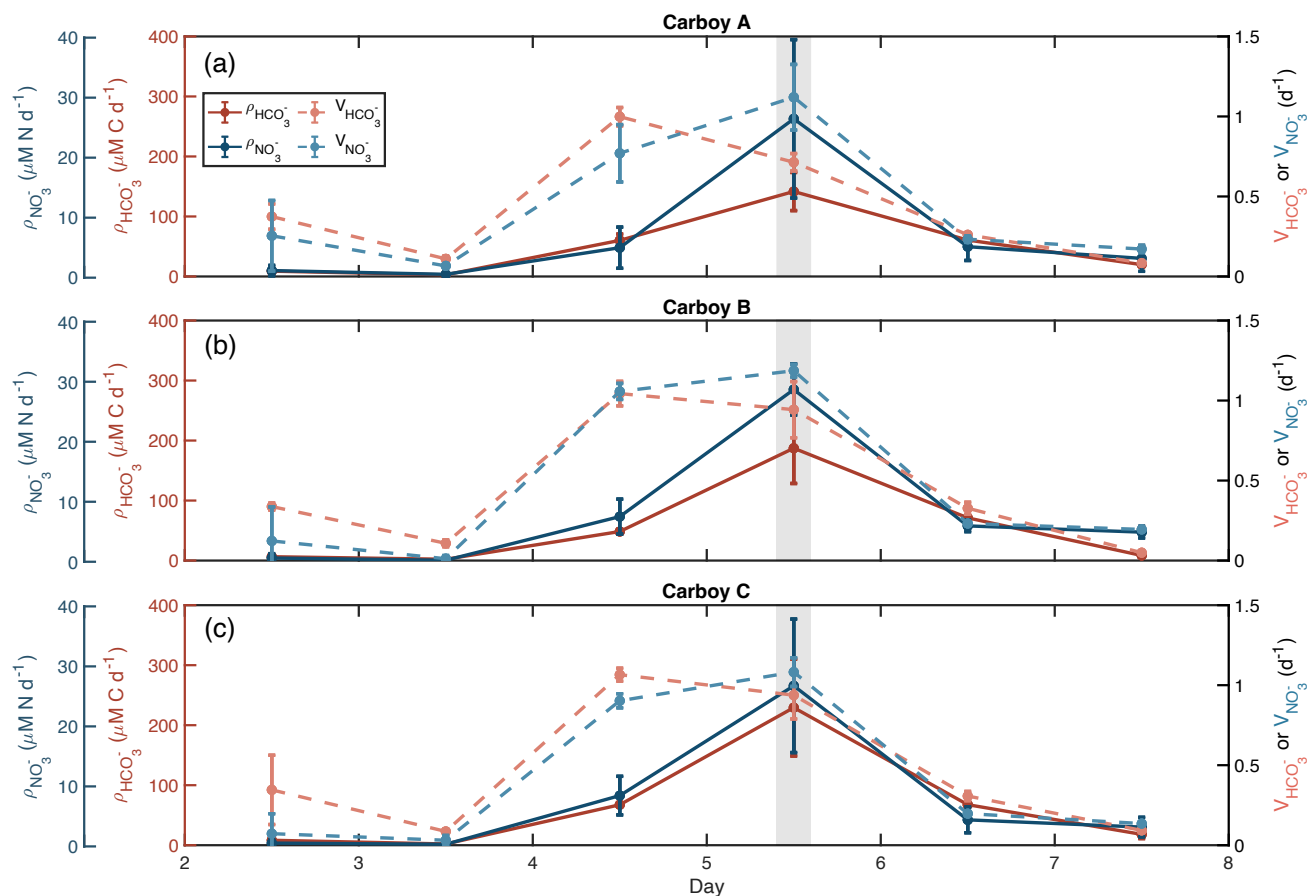 Carboy A
(a)
40
30
20
10
0
ρNO₃⁻ (μM N d⁻¹)
400
300
200
100
0
ρHCO₃⁻ (μM C d⁻¹)
ρHCO₃⁻ VHCO₃⁻
ρNO₃⁻ VNO₃⁻
1.5
1
0.5
0
VHCO₃⁻ or VNO₃⁻ (d⁻¹)
Carboy B
(b)
40
30
20
10
0
ρNO₃⁻ (μM N d⁻¹)
400
300
200
100
0
ρHCO₃⁻ (μM C d⁻¹)
1.5
1
0.5
0
VHCO₃⁻ or VNO₃⁻ (d⁻¹)
Carboy C
(c)
40
30
20
10
0
ρNO₃⁻ (μM N d⁻¹)
400
300
200
100
0
ρHCO₃⁻ (μM C d⁻¹)
1.5
1
0.5
0
VHCO₃⁻ or VNO₃⁻ (d⁻¹)
2 3 4 5 6 7 8
Day